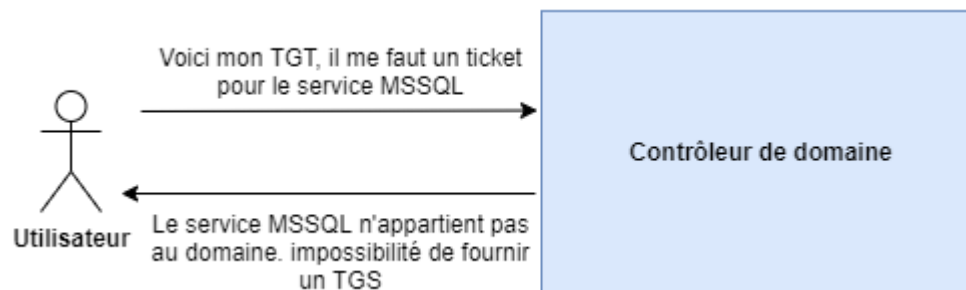 Voici mon TGT, il me faut un ticket
pour le service MSSQL
Contrôleur de domaine
Utilisateur
Le service MSSQL n'appartient pas
au domaine. impossibilité de fournir
un TGS